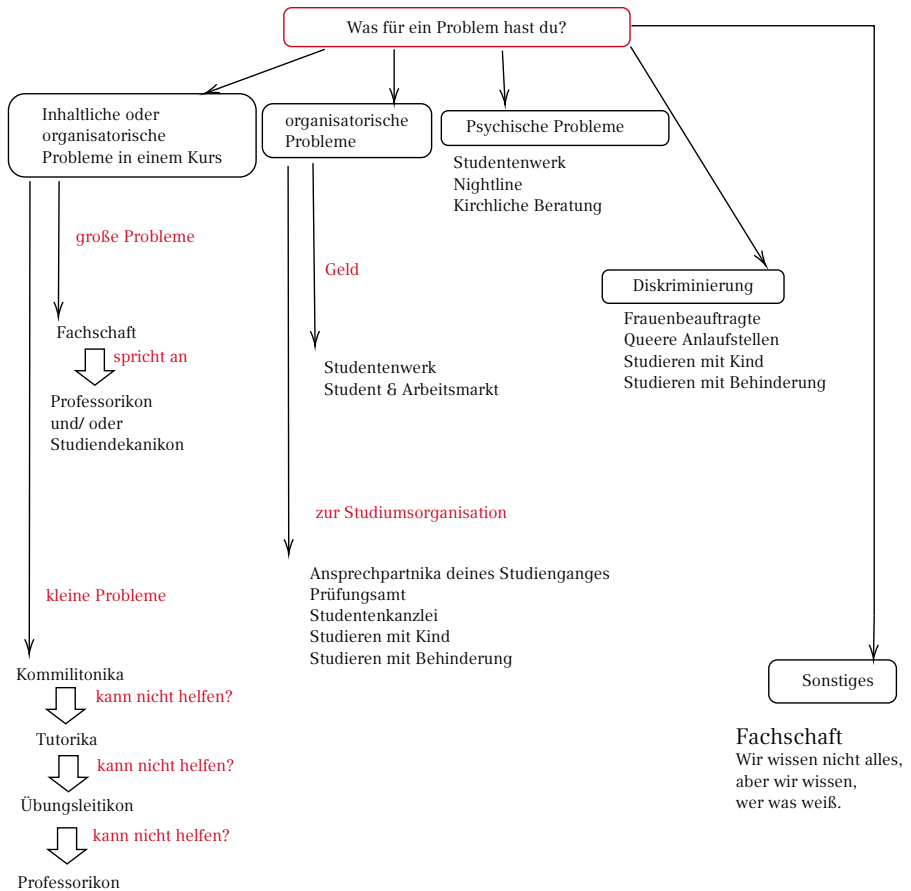 Was für ein Problem hast du?
Inhaltliche oder
organisatorische
Probleme in einem Kurs
große Probleme
Fachschaft
spricht an
Professorikon
und/ oder
Studiendekanikon
kleine Probleme
Kommilitonika
kann nicht helfen?
Tutorika
kann nicht helfen?
Übungsleitikon
kann nicht helfen?
Professorikon
organisatorische
Probleme
Geld
Studentenwerk
Student & Arbeitsmarkt
zur Studiumsorganisation
Ansprechpartnika deines Studienganges
Prüfungsamt
Studentenkanzlei
Studieren mit Kind
Studieren mit Behinderung
Psychische Probleme
Studentenwerk
Nightline
Kirchliche Beratung
Diskriminierung
Frauenbeauftragte
Queere Anlaufstellen
Studieren mit Kind
Studieren mit Behinderung
Sonstiges
Fachschaft
Wir wissen nicht alles,
aber wir wissen,
wer was weiß.